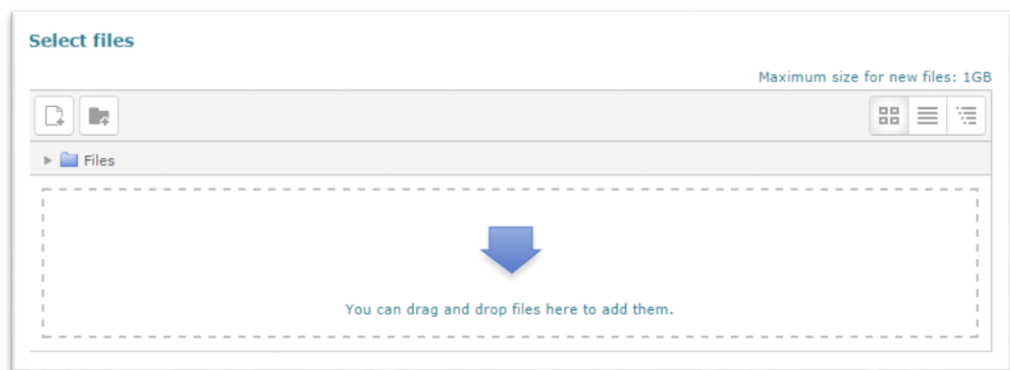 Select files
Maximum size for new files: 1GB
Files
You can drag and drop files here to add them.